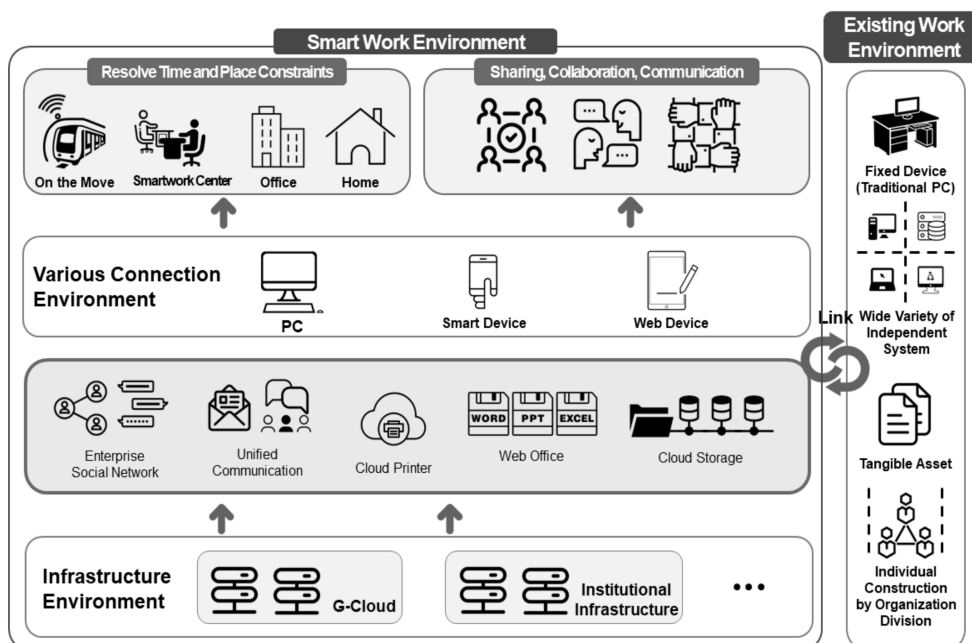 Smart Work Environment
Resolve Time and Place Constraints
On the Move
Smartwork Center
Office
Home
Sharing, Collaboration, Communication
Various Connection
Environment
PC
Smart Device
Web Device
Enterprise
Social Network
Unified
Communication
Cloud Printer
WORD
PPT
EXCEL
Web Office
Cloud Storage
Infrastructure
Environment
G-Cloud
Institutional
Infrastructure
Link
Existing Work
Environment
Fixed Device
(Traditional PC)
Wide Variety of
Independent
System
Tangible Asset
Individual
Construction
by Organization
Division